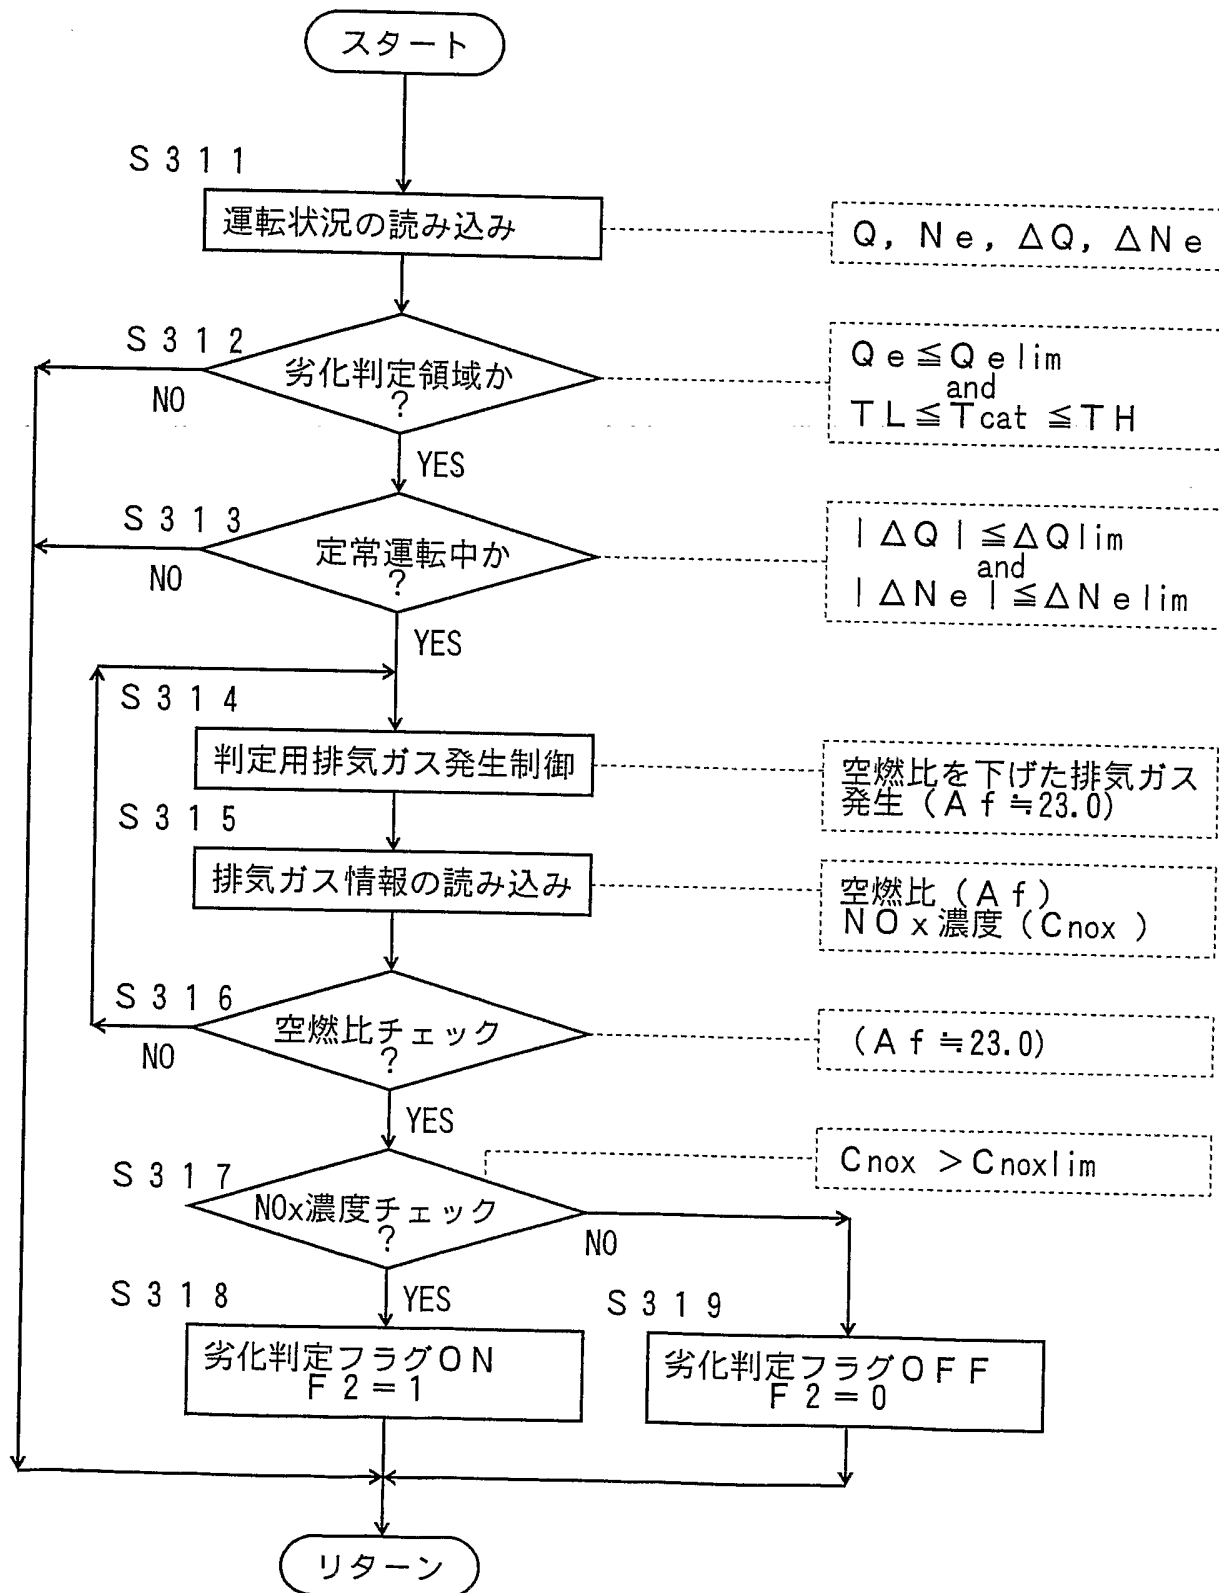 スタート
S311
運転状況の読み込み
Q, Ne, ΔQ, ΔNe
S312
劣化判定領域か
?
NO
YES
Qe≦Qelim
and
TL≦Tcat ≦TH
S313
定常運転中か
?
NO
YES
|ΔQ|≦ΔQlim
and
|ΔNe|≦ΔNelim
S314
判定用排気ガス発生制御
空燃比を下げた排気ガス
発生(Af≒23.0)
S315
排気ガス情報の読み込み
空燃比(Af)
NOx濃度(Cnox )
S316
空燃比チェック
?
NO
YES
(Af≒23.0)
S317
NOx濃度チェック
?
NO
YES
Cnox >Cnoxlim
S318
劣化判定フラグON
F2=1
S319
劣化判定フラグOFF
F2=0
リターン